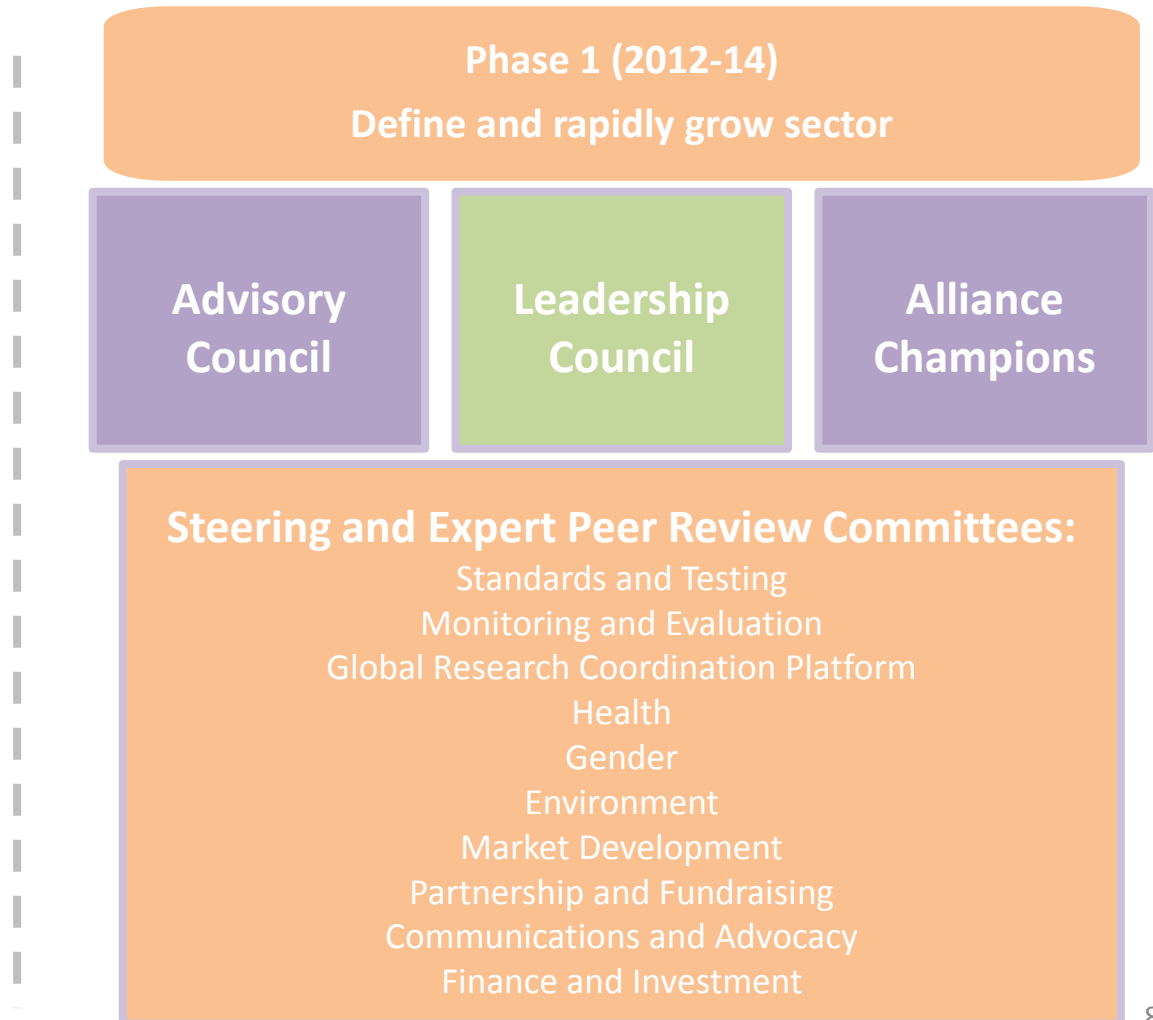 Phase 1 (2012-14)
Define and rapidly grow sector
Advisory
Council
Leadership
Council
Alliance
Champions
Steering and Expert Peer Review Committees:
Standards and Testing
Monitoring and Evaluation
Global Research Coordination Platform
Health
Gender
Environment
Market Development
Partnership and Fundraising
Communications and Advocacy
Finance and Investment